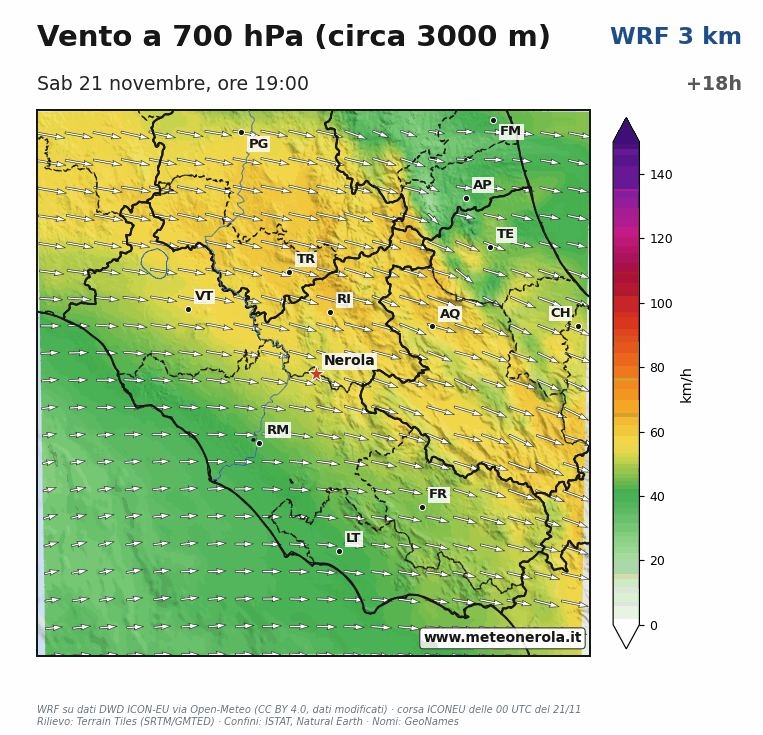 Vento a 700 hPa (circa 3000 m)
WRF 3 km
Sab 21 novembre, ore 19:00
+18h
PG
FM
AP
TE
TR
VT
RI
AQ
CH
Nerola
RM
FR
LT
www.meteonerola.it
140
120
100
80
60
40
20
0
km/h
WRF su dati DWD ICON-EU via Open-Meteo (CC BY 4.0, dati modificati) · corsa ICONEU delle 00 UTC del 21/11
Rilievo: Terrain Tiles (SRTM/GMTED) · Confini: ISTAT, Natural Earth · Nomi: GeoNames